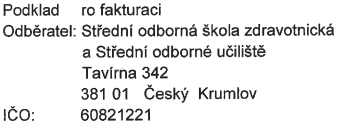 Podklad ro fakturaci
Odběratel: Střední odborná škola zdravotnická
a Střední odborné učiliště
Tavírna 342
381 01 Český Krumlov
IČO: 60821221